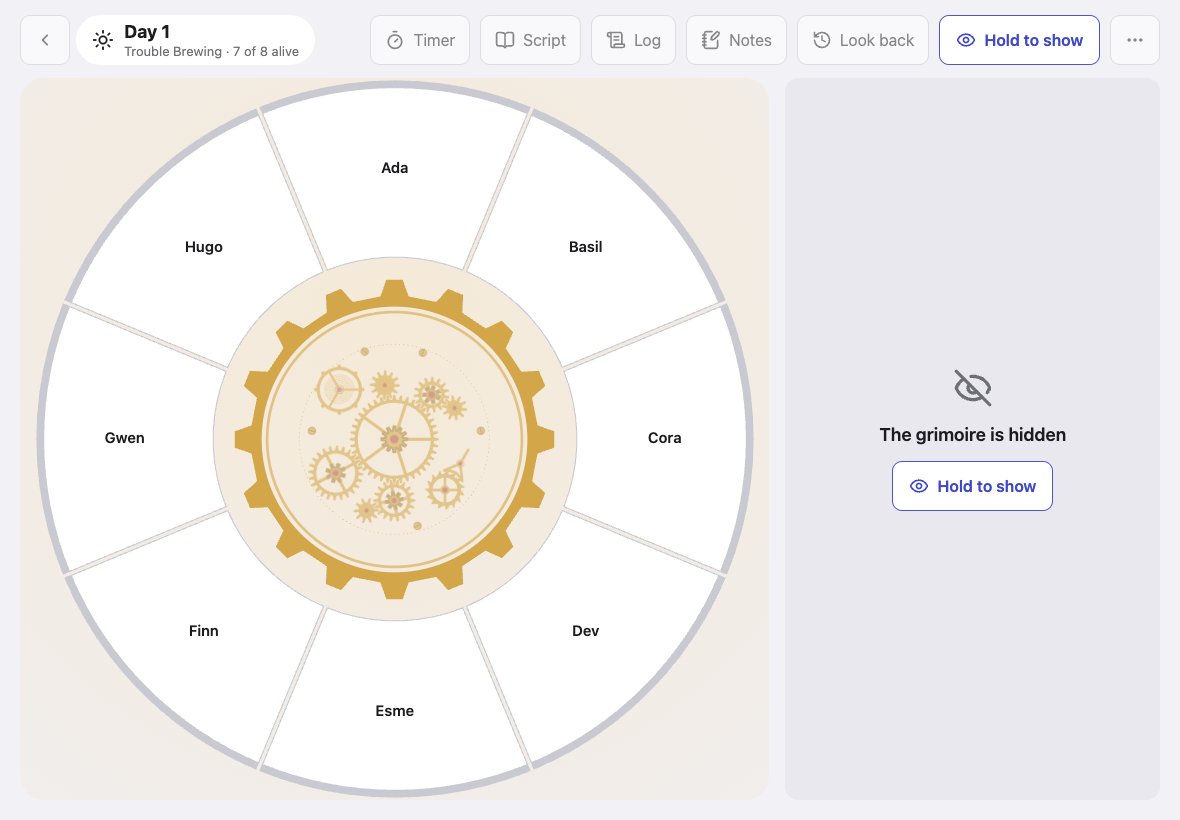 Day 1
Trouble Brewing · 7 of 8 alive
Timer
Script
Log
Notes
Look back
Hold to show
Ada
Hugo
Basil
Gwen
Cora
The grimoire is hidden
Hold to show
Finn
Dev
Esme